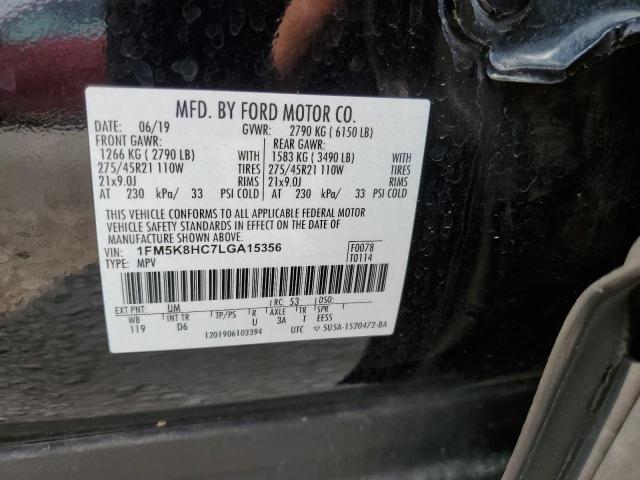 MFD. BY FORD MOTOR CO.
DATE: 06/19 GVWR: 2790 KG ( 6150 LB)
FRONT GAWR: REAR GAWR:
1266 KG ( 2790 LB) WITH 1583 KG ( 3490 LB) WITH
275/45R21 110W TIRES 275/45R21 110W TIRES
21x9.0J RIMS 21x9.0J RIMS
AT 230 kPa/ 33 PSI COLD AT 230 kPa/ 33 PSI COLD
THIS VEHICLE CONFORMS TO ALL APPLICABLE FEDERAL MOTOR
VEHICLE SAFETY STANDARDS IN EFFECT ON THE DATE OF
MANUFACTURE SHOWN ABOVE.
VIN: 1FM5K8HC7LGA15356 F0078
TYPE: MPV T0114
EXT PNT: UM RC: 53 DSO:
WB INT TR TP/PS R AXLE TR SPR
119 D6 U 3A T EESS
1201906103394 UTC SU5A-1520472-BA